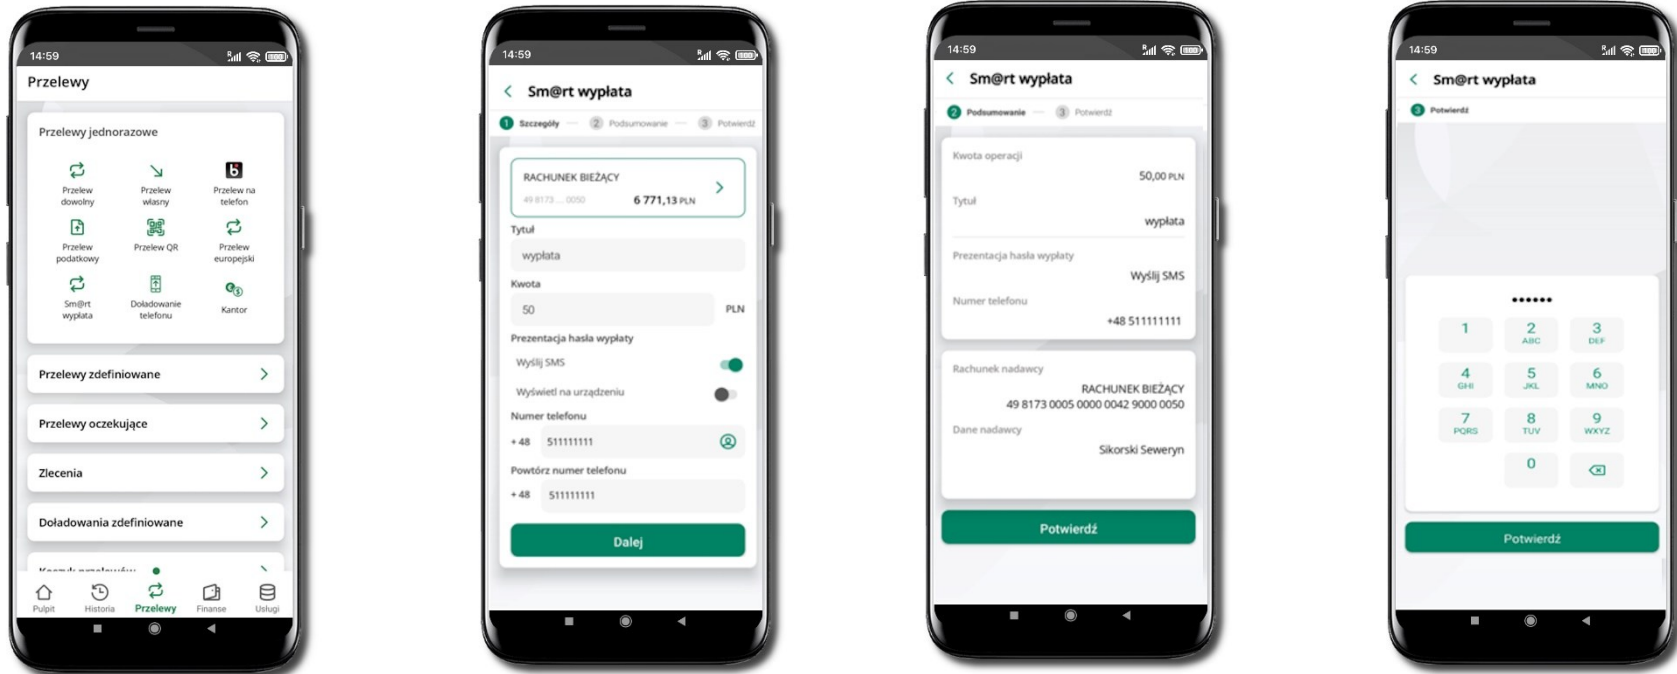 14:59
Przelewy
Przelewy jednorazowe
Przelew dowolny
Przelew własny
Przelew na telefon
Przelew podatkowy
Przelew QR
Przelew europejski
Sm@rt wypłata
Doładowanie telefonu
Kantor
Przelewy zdefiniowane
Przelewy oczekujące
Zlecenia
Doładowania zdefiniowane
Koszyk przelewów
Pulpit
Historia
Przelewy
Finanse
Usługi
14:59
Sm@rt wypłata
1 Szczegóły 2 Podsumowanie 3 Potwierdź
RACHUNEK BIEŻĄCY
49 8173 ... 0050 6 771,13 PLN
Tytuł
wypłata
Kwota
50 PLN
Prezentacja hasła wypłaty
Wyślij SMS
Wyświetl na urządzeniu
Numer telefonu
+ 48 511111111
Powtórz numer telefonu
+ 48 511111111
Dalej
14:59
Sm@rt wypłata
2 Podsumowanie 3 Potwierdź
Kwota operacji
50,00 PLN
Tytuł
wypłata
Prezentacja hasła wypłaty
Wyślij SMS
Numer telefonu
+48 511111111
Rachunek nadawcy
RACHUNEK BIEŻĄCY
49 8173 0005 0000 0042 9000 0050
Dane nadawcy
Sikorski Seweryn
Potwierdź
14:59
Sm@rt wypłata
3 Potwierdź
1 2 3
ABC DEF
4 5 6
GHI JKL MNO
7 8 9
PQRS TUV WXYZ
0
Potwierdź